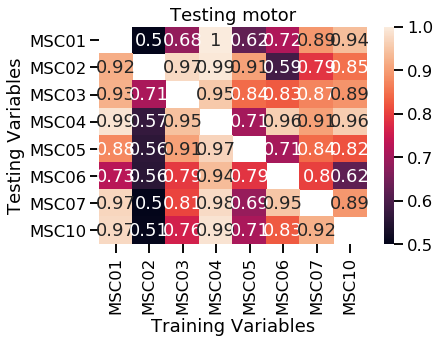 Testing motor
MSC01 0.5 0.68 1 0.62 0.72 0.89 0.94
MSC02 0.92 0.97 0.99 0.91 0.59 0.79 0.85
MSC03 0.93 0.71 0.95 0.84 0.83 0.87 0.89
MSC04 0.99 0.57 0.95 0.71 0.96 0.91 0.96
MSC05 0.88 0.56 0.91 0.97 0.71 0.84 0.82
MSC06 0.73 0.56 0.79 0.94 0.79 0.8 0.62
MSC07 0.97 0.5 0.81 0.98 0.69 0.95 0.89
MSC10 0.97 0.51 0.76 0.99 0.71 0.83 0.92
MSC01 MSC02 MSC03 MSC04 MSC05 MSC06 MSC07 MSC10
Training Variables
Testing Variables
1.0
0.9
0.8
0.7
0.6
0.5